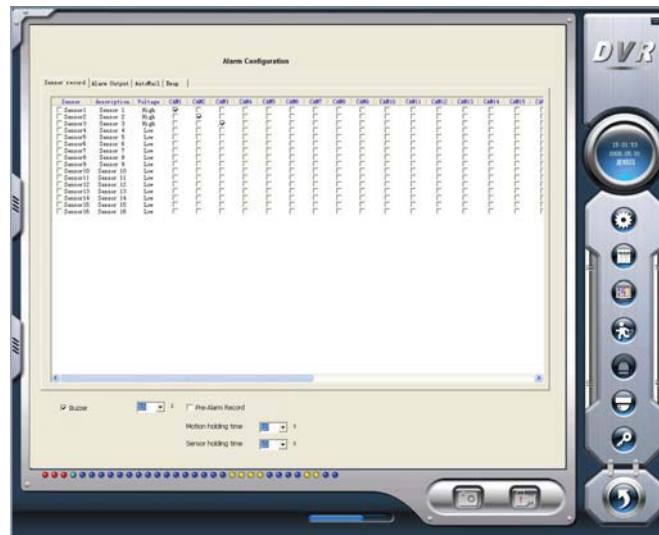 Alarm Configuration
DVR
Sensor record Alarm Output AutoMail Beep
Sensor description Voltage CAM1 CAM2 CAM3 CAM4 CAM5 CAM6 CAM7 CAM8 CAM9 CAM10 CAM11 CAM12 CAM13 CAM14 CAM15 CAM
Sensor1 Sensor 1 High
Sensor2 Sensor 2 High
Sensor3 Sensor 3 High
Sensor4 Sensor 4 Low
Sensor5 Sensor 5 Low
Sensor6 Sensor 6 Low
Sensor7 Sensor 7 Low
Sensor8 Sensor 8 Low
Sensor9 Sensor 9 Low
Sensor10 Sensor 10 Low
Sensor11 Sensor 11 Low
Sensor12 Sensor 12 Low
Sensor13 Sensor 13 Low
Sensor14 Sensor 14 Low
Sensor15 Sensor 15 Low
Sensor16 Sensor 16 Low
Buzzer Pre-Alarm Record
Motion holding time
Sensor holding time